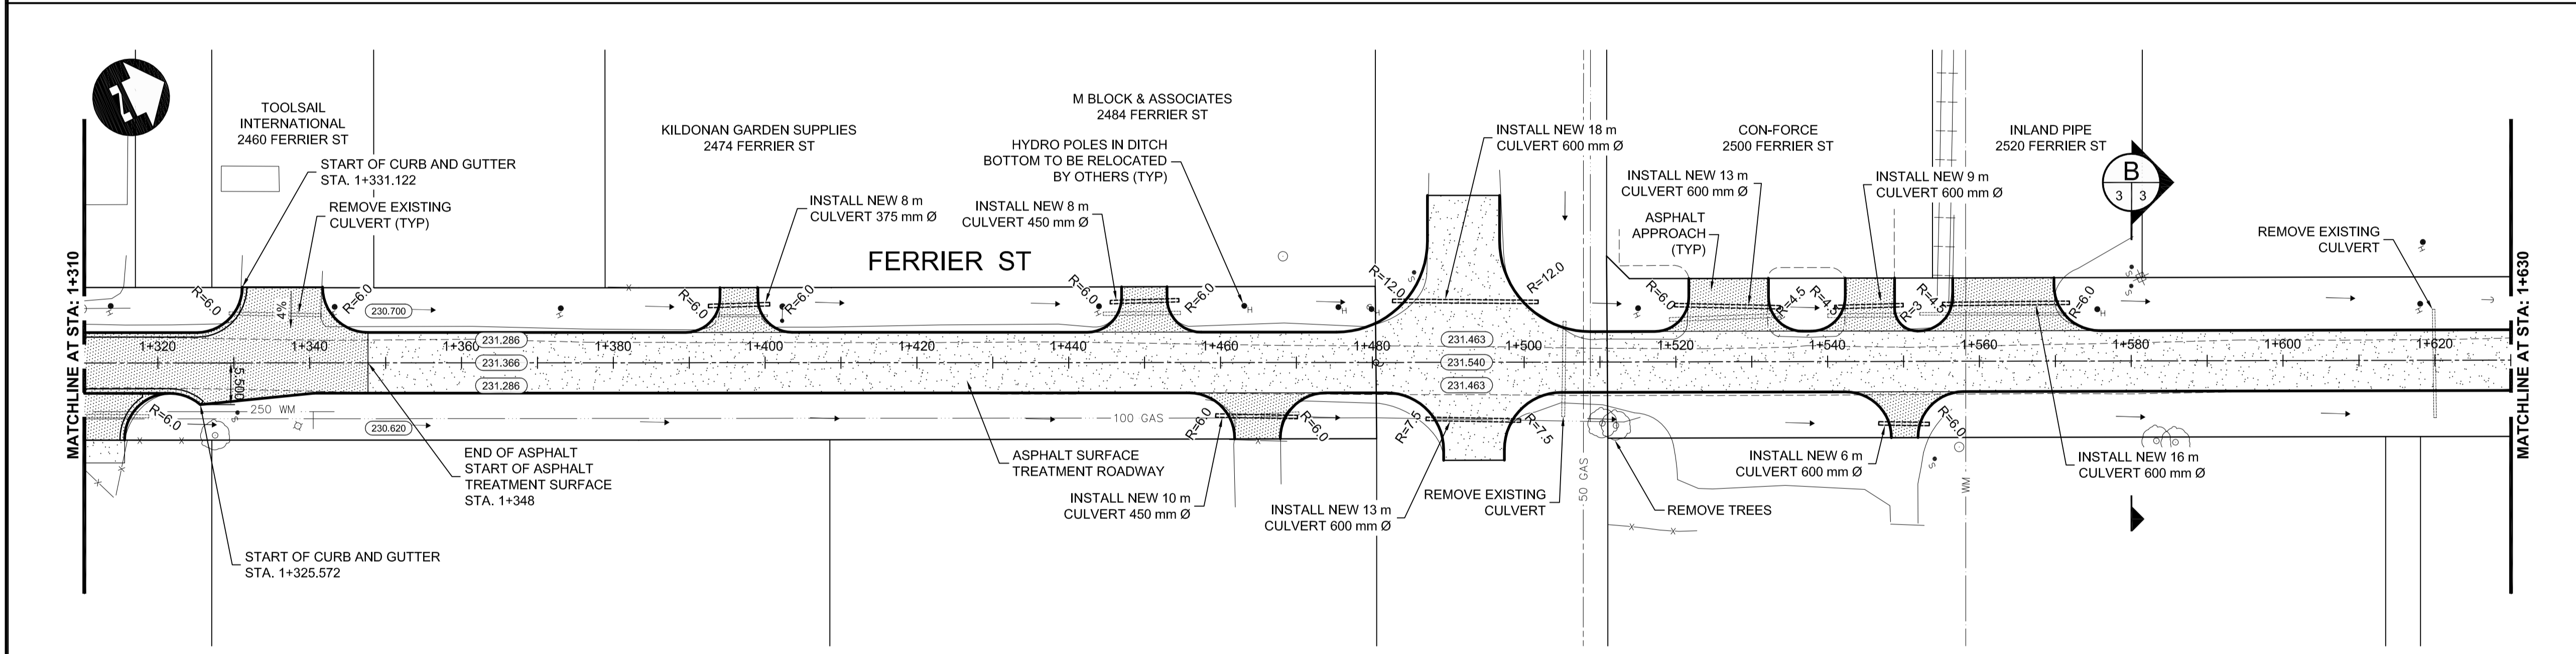 N
TOOLSAIL
INTERNATIONAL
2460 FERRIER ST
START OF CURB AND GUTTER
STA. 1+331.122
REMOVE EXISTING
CULVERT (TYP)
KILDONAN GARDEN SUPPLIES
2474 FERRIER ST
INSTALL NEW 8 m
CULVERT 375 mm Ø
M BLOCK & ASSOCIATES
2484 FERRIER ST
HYDRO POLES IN DITCH
BOTTOM TO BE RELOCATED
BY OTHERS (TYP)
INSTALL NEW 8 m
CULVERT 450 mm Ø
FERRIER ST
INSTALL NEW 18 m
CULVERT 600 mm Ø
CON-FORCE
2500 FERRIER ST
INSTALL NEW 13 m
CULVERT 600 mm Ø
ASPHALT
APPROACH
(TYP)
INSTALL NEW 9 m
CULVERT 600 mm Ø
INLAND PIPE
2520 FERRIER ST
B
3 3
REMOVE EXISTING
CULVERT
MATCHLINE AT STA: 1+310
MATCHLINE AT STA: 1+630
R=6.0
4%
R=6.0
230.700
R=6.0
R=6.0
R=6.0
R=6.0
R=12.0
R=12.0
R=6.0
R=4.5
R=4.5
R=3
R=4.5
R=6.0
1+320
1+340
1+360
1+380
1+400
1+420
1+440
1+460
1+480
1+500
1+520
1+540
1+560
1+580
1+600
1+620
231.286
231.366
231.286
231.463
231.540
231.463
5.500
R=6.0
250 WM
230.620
100 GAS
R=6.0
R=6.0
R=7.5
R=7.5
R=6.0
50 GAS
WM
END OF ASPHALT
START OF ASPHALT
TREATMENT SURFACE
STA. 1+348
ASPHALT SURFACE
TREATMENT ROADWAY
INSTALL NEW 10 m
CULVERT 450 mm Ø
INSTALL NEW 13 m
CULVERT 600 mm Ø
REMOVE EXISTING
CULVERT
REMOVE TREES
INSTALL NEW 6 m
CULVERT 600 mm Ø
INSTALL NEW 16 m
CULVERT 600 mm Ø
START OF CURB AND GUTTER
STA. 1+325.572